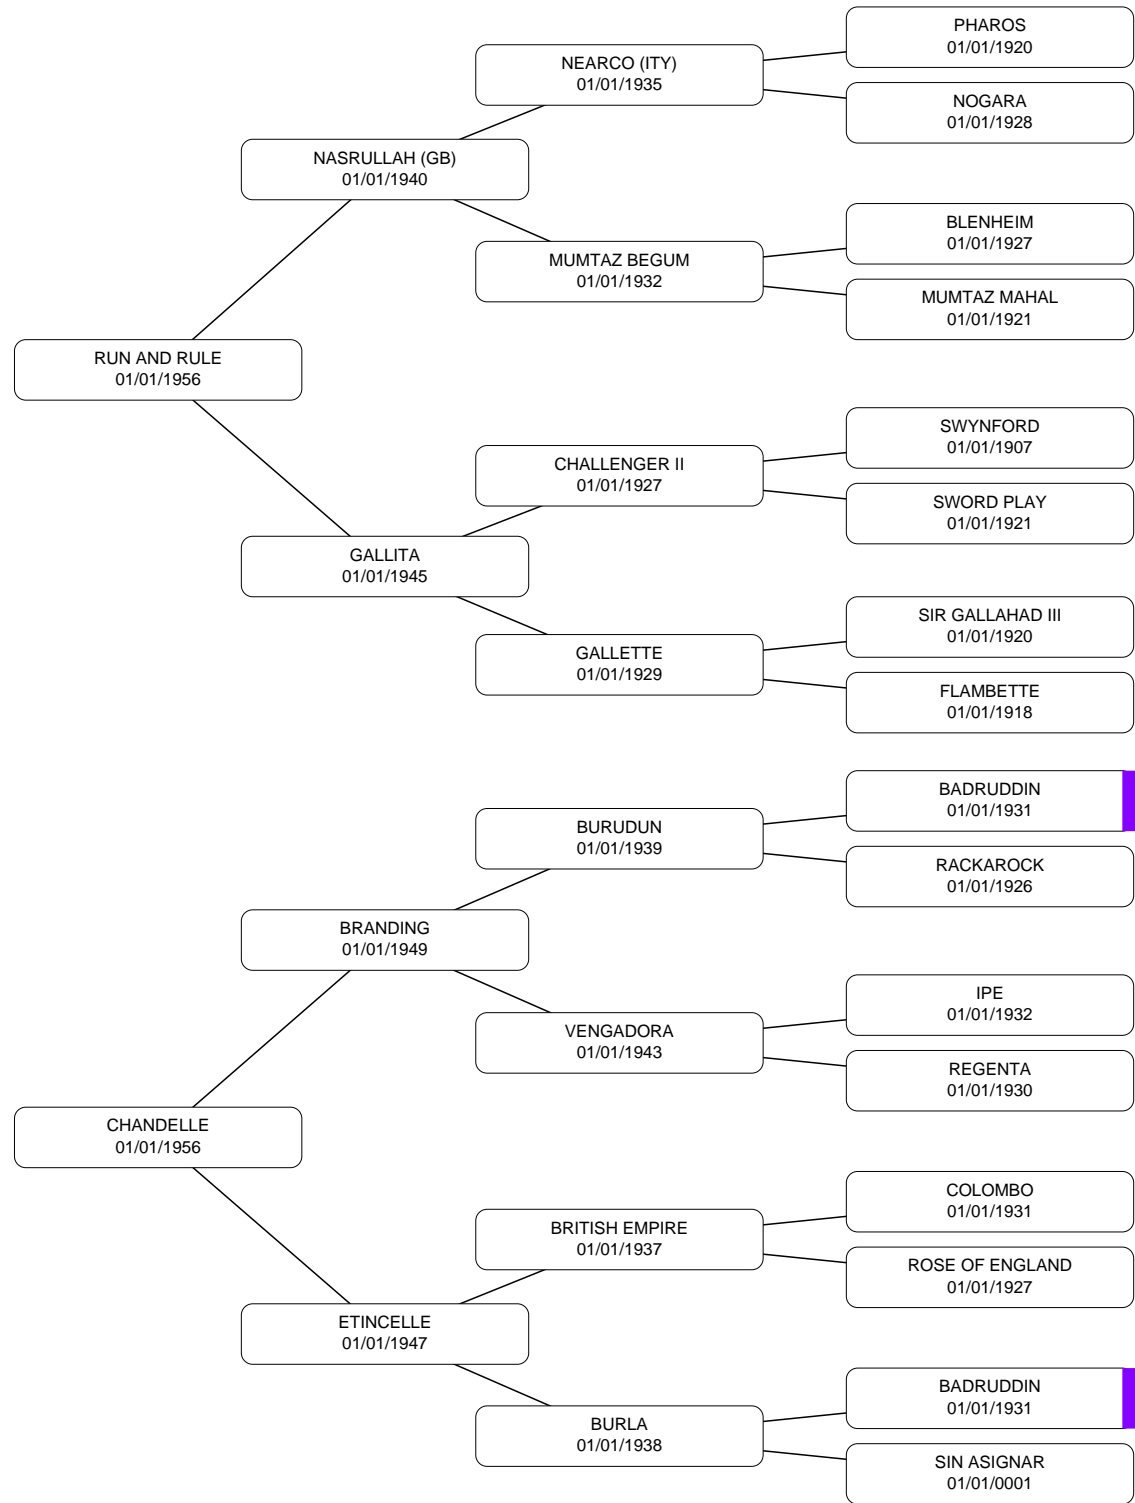 PHAROS
01/01/1920
NEARCO (ITY)
01/01/1935
NOGARA
01/01/1928
NASRULLAH (GB)
01/01/1940
BLENHEIM
01/01/1927
MUMTAZ BEGUM
01/01/1932
MUMTAZ MAHAL
01/01/1921
RUN AND RULE
01/01/1956
SWYNFORD
01/01/1907
CHALLENGER II
01/01/1927
SWORD PLAY
01/01/1921
GALLITA
01/01/1945
SIR GALLAHAD III
01/01/1920
GALLETTE
01/01/1929
FLAMBETTE
01/01/1918
BADRUDDIN
01/01/1931
BURUDUN
01/01/1939
RACKAROCK
01/01/1926
BRANDING
01/01/1949
IPE
01/01/1932
VENGADORA
01/01/1943
REGENTA
01/01/1930
CHANDELLE
01/01/1956
COLOMBO
01/01/1931
BRITISH EMPIRE
01/01/1937
ROSE OF ENGLAND
01/01/1927
ETINCELLE
01/01/1947
BADRUDDIN
01/01/1931
BURLA
01/01/1938
SIN ASIGNAR
01/01/0001